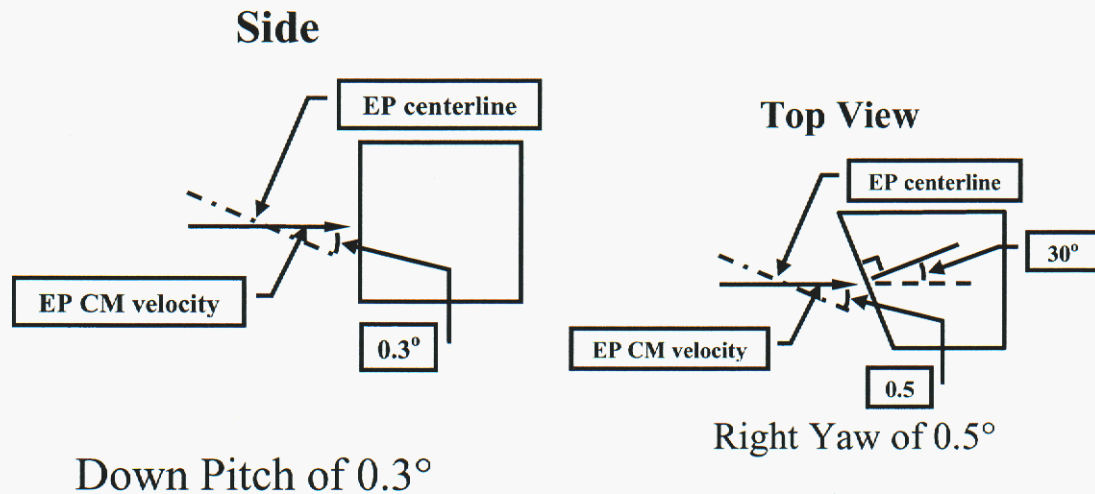 Side
EP centerline
EP CM velocity
0.3°
Down Pitch of 0.3°
Top View
EP centerline
30°
EP CM velocity
0.5
Right Yaw of 0.5°